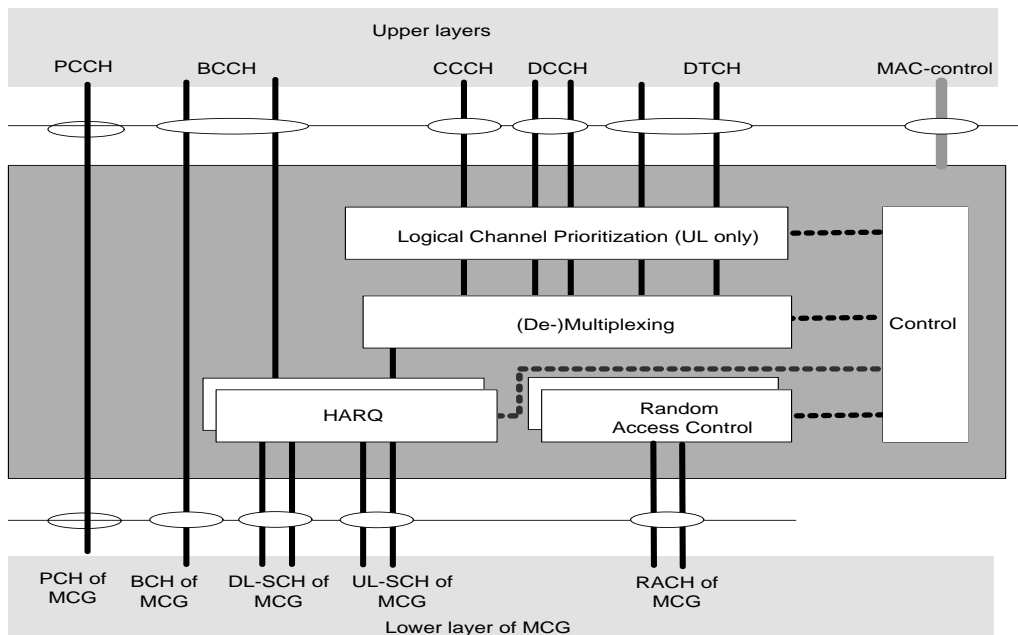 Upper layers
PCCH
BCCH
CCCH
DCCH
DTCH
MAC-control
Logical Channel Prioritization (UL only)
(De-)Multiplexing
Control
HARQ
Random
Access Control
PCH of
MCG
BCH of
MCG
DL-SCH of
MCG
UL-SCH of
MCG
RACH of
MCG
Lower layer of MCG